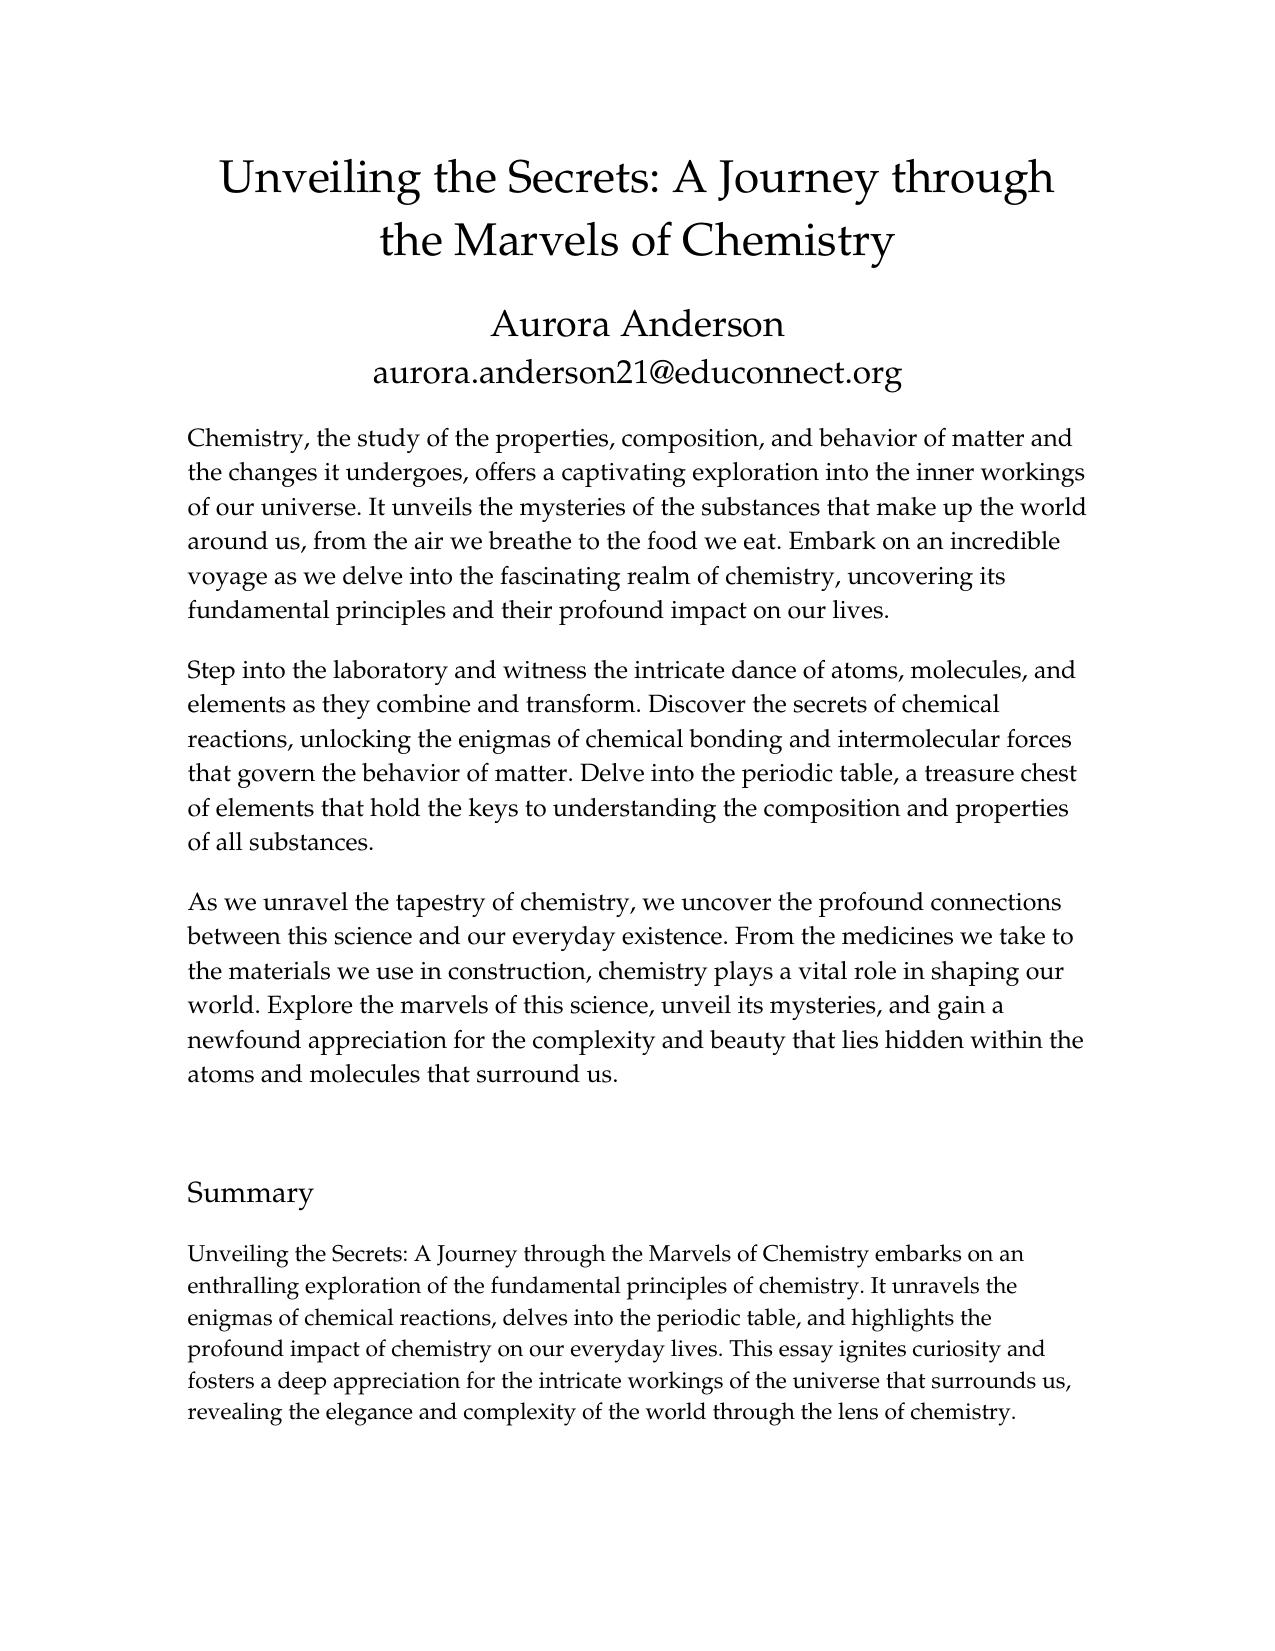 Unveiling the Secrets: A Journey through
the Marvels of Chemistry
Aurora Anderson
aurora.anderson21@educonnect.org
Chemistry, the study of the properties, composition, and behavior of matter and
the changes it undergoes, offers a captivating exploration into the inner workings
of our universe. It unveils the mysteries of the substances that make up the world
around us, from the air we breathe to the food we eat. Embark on an incredible
voyage as we delve into the fascinating realm of chemistry, uncovering its
fundamental principles and their profound impact on our lives.
Step into the laboratory and witness the intricate dance of atoms, molecules, and
elements as they combine and transform. Discover the secrets of chemical
reactions, unlocking the enigmas of chemical bonding and intermolecular forces
that govern the behavior of matter. Delve into the periodic table, a treasure chest
of elements that hold the keys to understanding the composition and properties
of all substances.
As we unravel the tapestry of chemistry, we uncover the profound connections
between this science and our everyday existence. From the medicines we take to
the materials we use in construction, chemistry plays a vital role in shaping our
world. Explore the marvels of this science, unveil its mysteries, and gain a
newfound appreciation for the complexity and beauty that lies hidden within the
atoms and molecules that surround us.
Summary
Unveiling the Secrets: A Journey through the Marvels of Chemistry embarks on an
enthralling exploration of the fundamental principles of chemistry. It unravels the
enigmas of chemical reactions, delves into the periodic table, and highlights the
profound impact of chemistry on our everyday lives. This essay ignites curiosity and
fosters a deep appreciation for the intricate workings of the universe that surrounds us,
revealing the elegance and complexity of the world through the lens of chemistry.